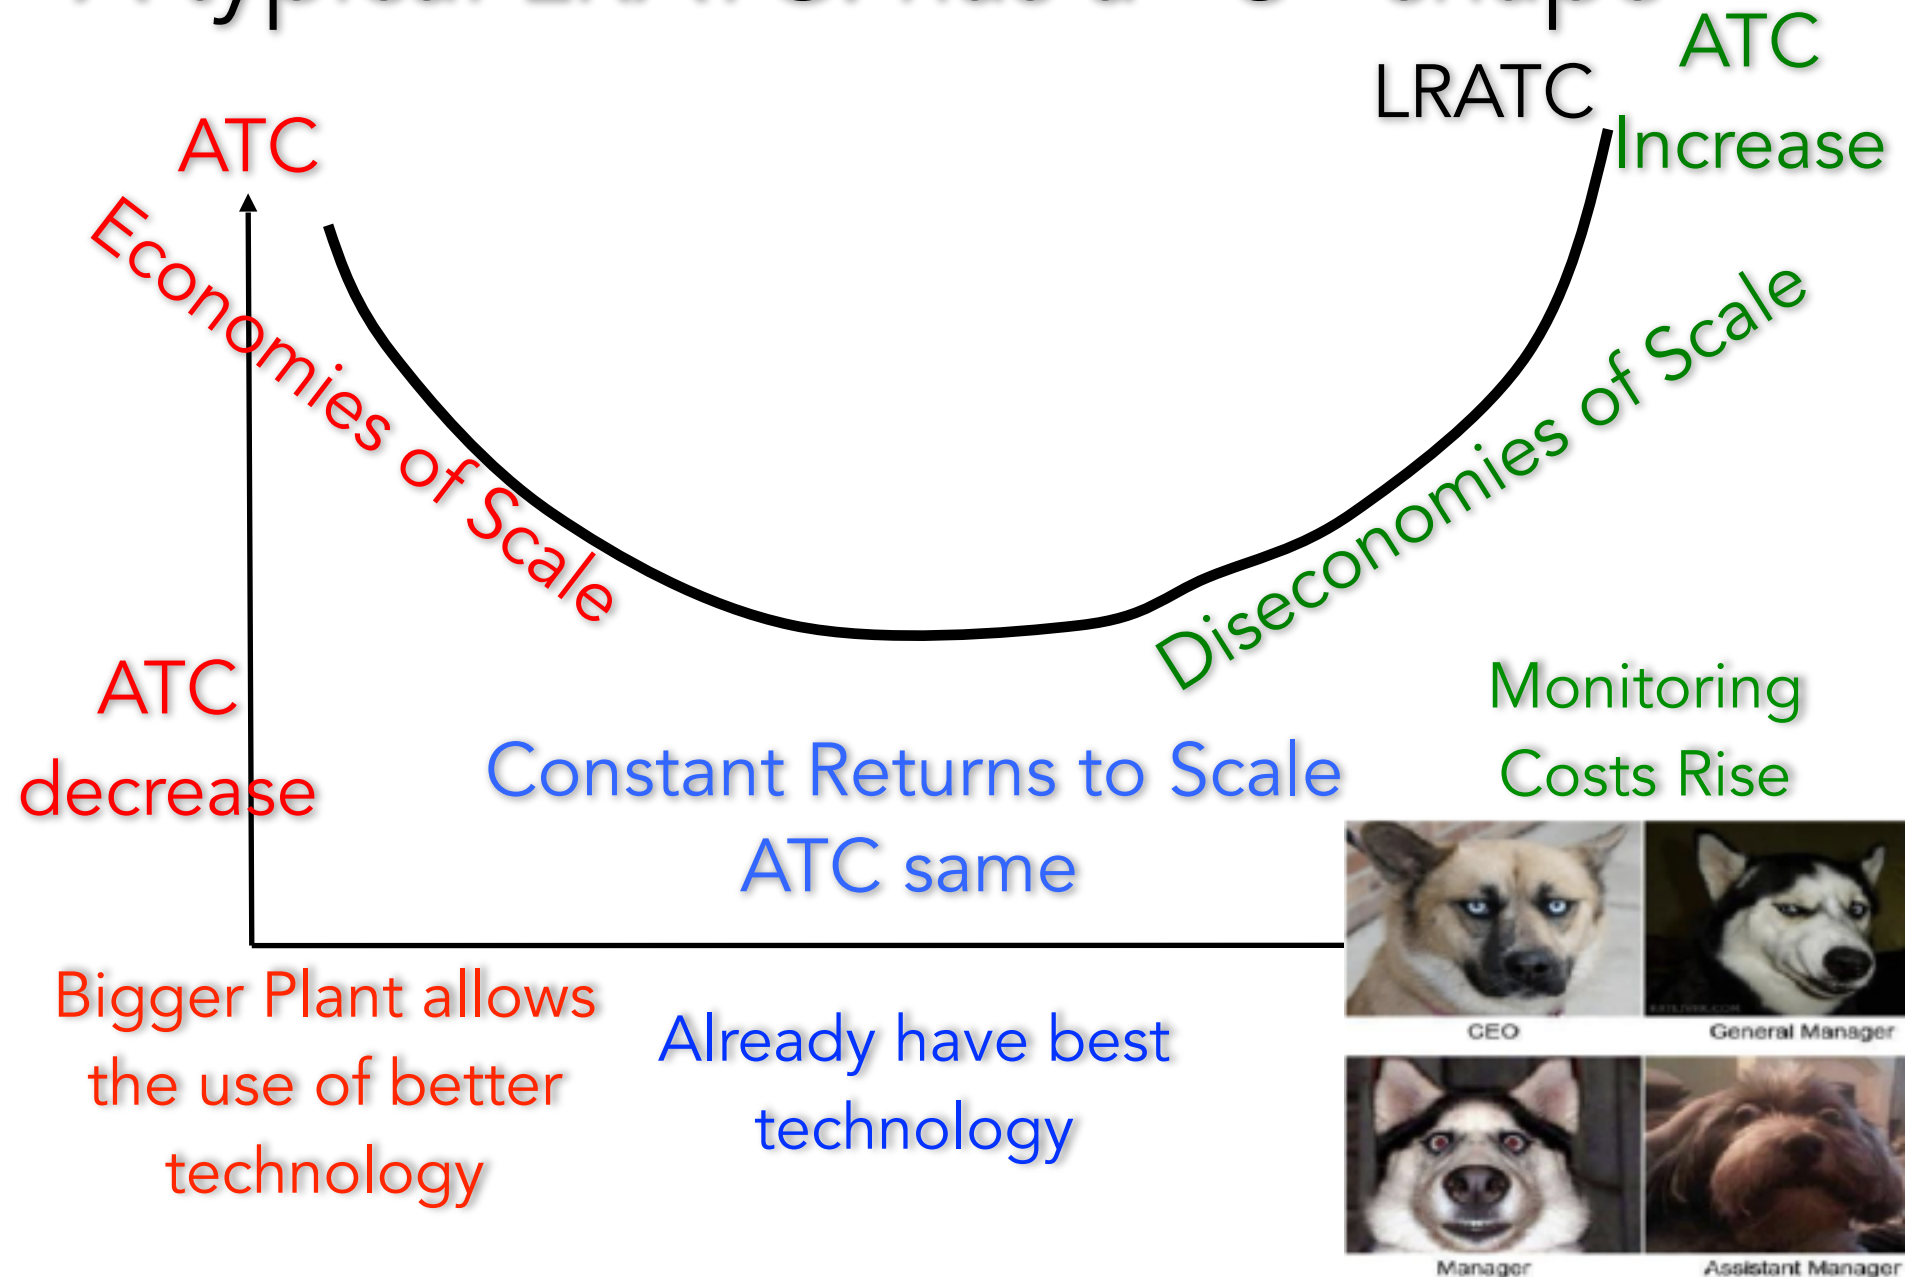 ATC
LRATC
Increase
ATC
Economies of Scale
Diseconomies of Scale
ATC
decrease
Monitoring
Costs Rise
Constant Returns to Scale
ATC same
Bigger Plant allows
the use of better
technology
Already have best
technology
CEO
General Manager
Manager
Assistant Manager